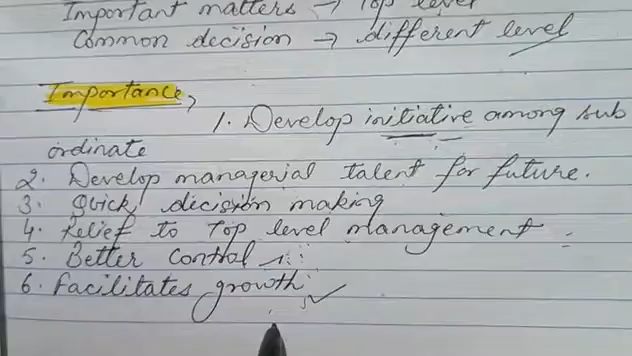 Important matters → Top level
Common decision → different level
Importance,
1. Develop initiative among sub
ordinate
2. Develop managerial talent for future.
3. Quick decision making
4. Relief to Top level management
5. Better Control
6. Facilitates growth